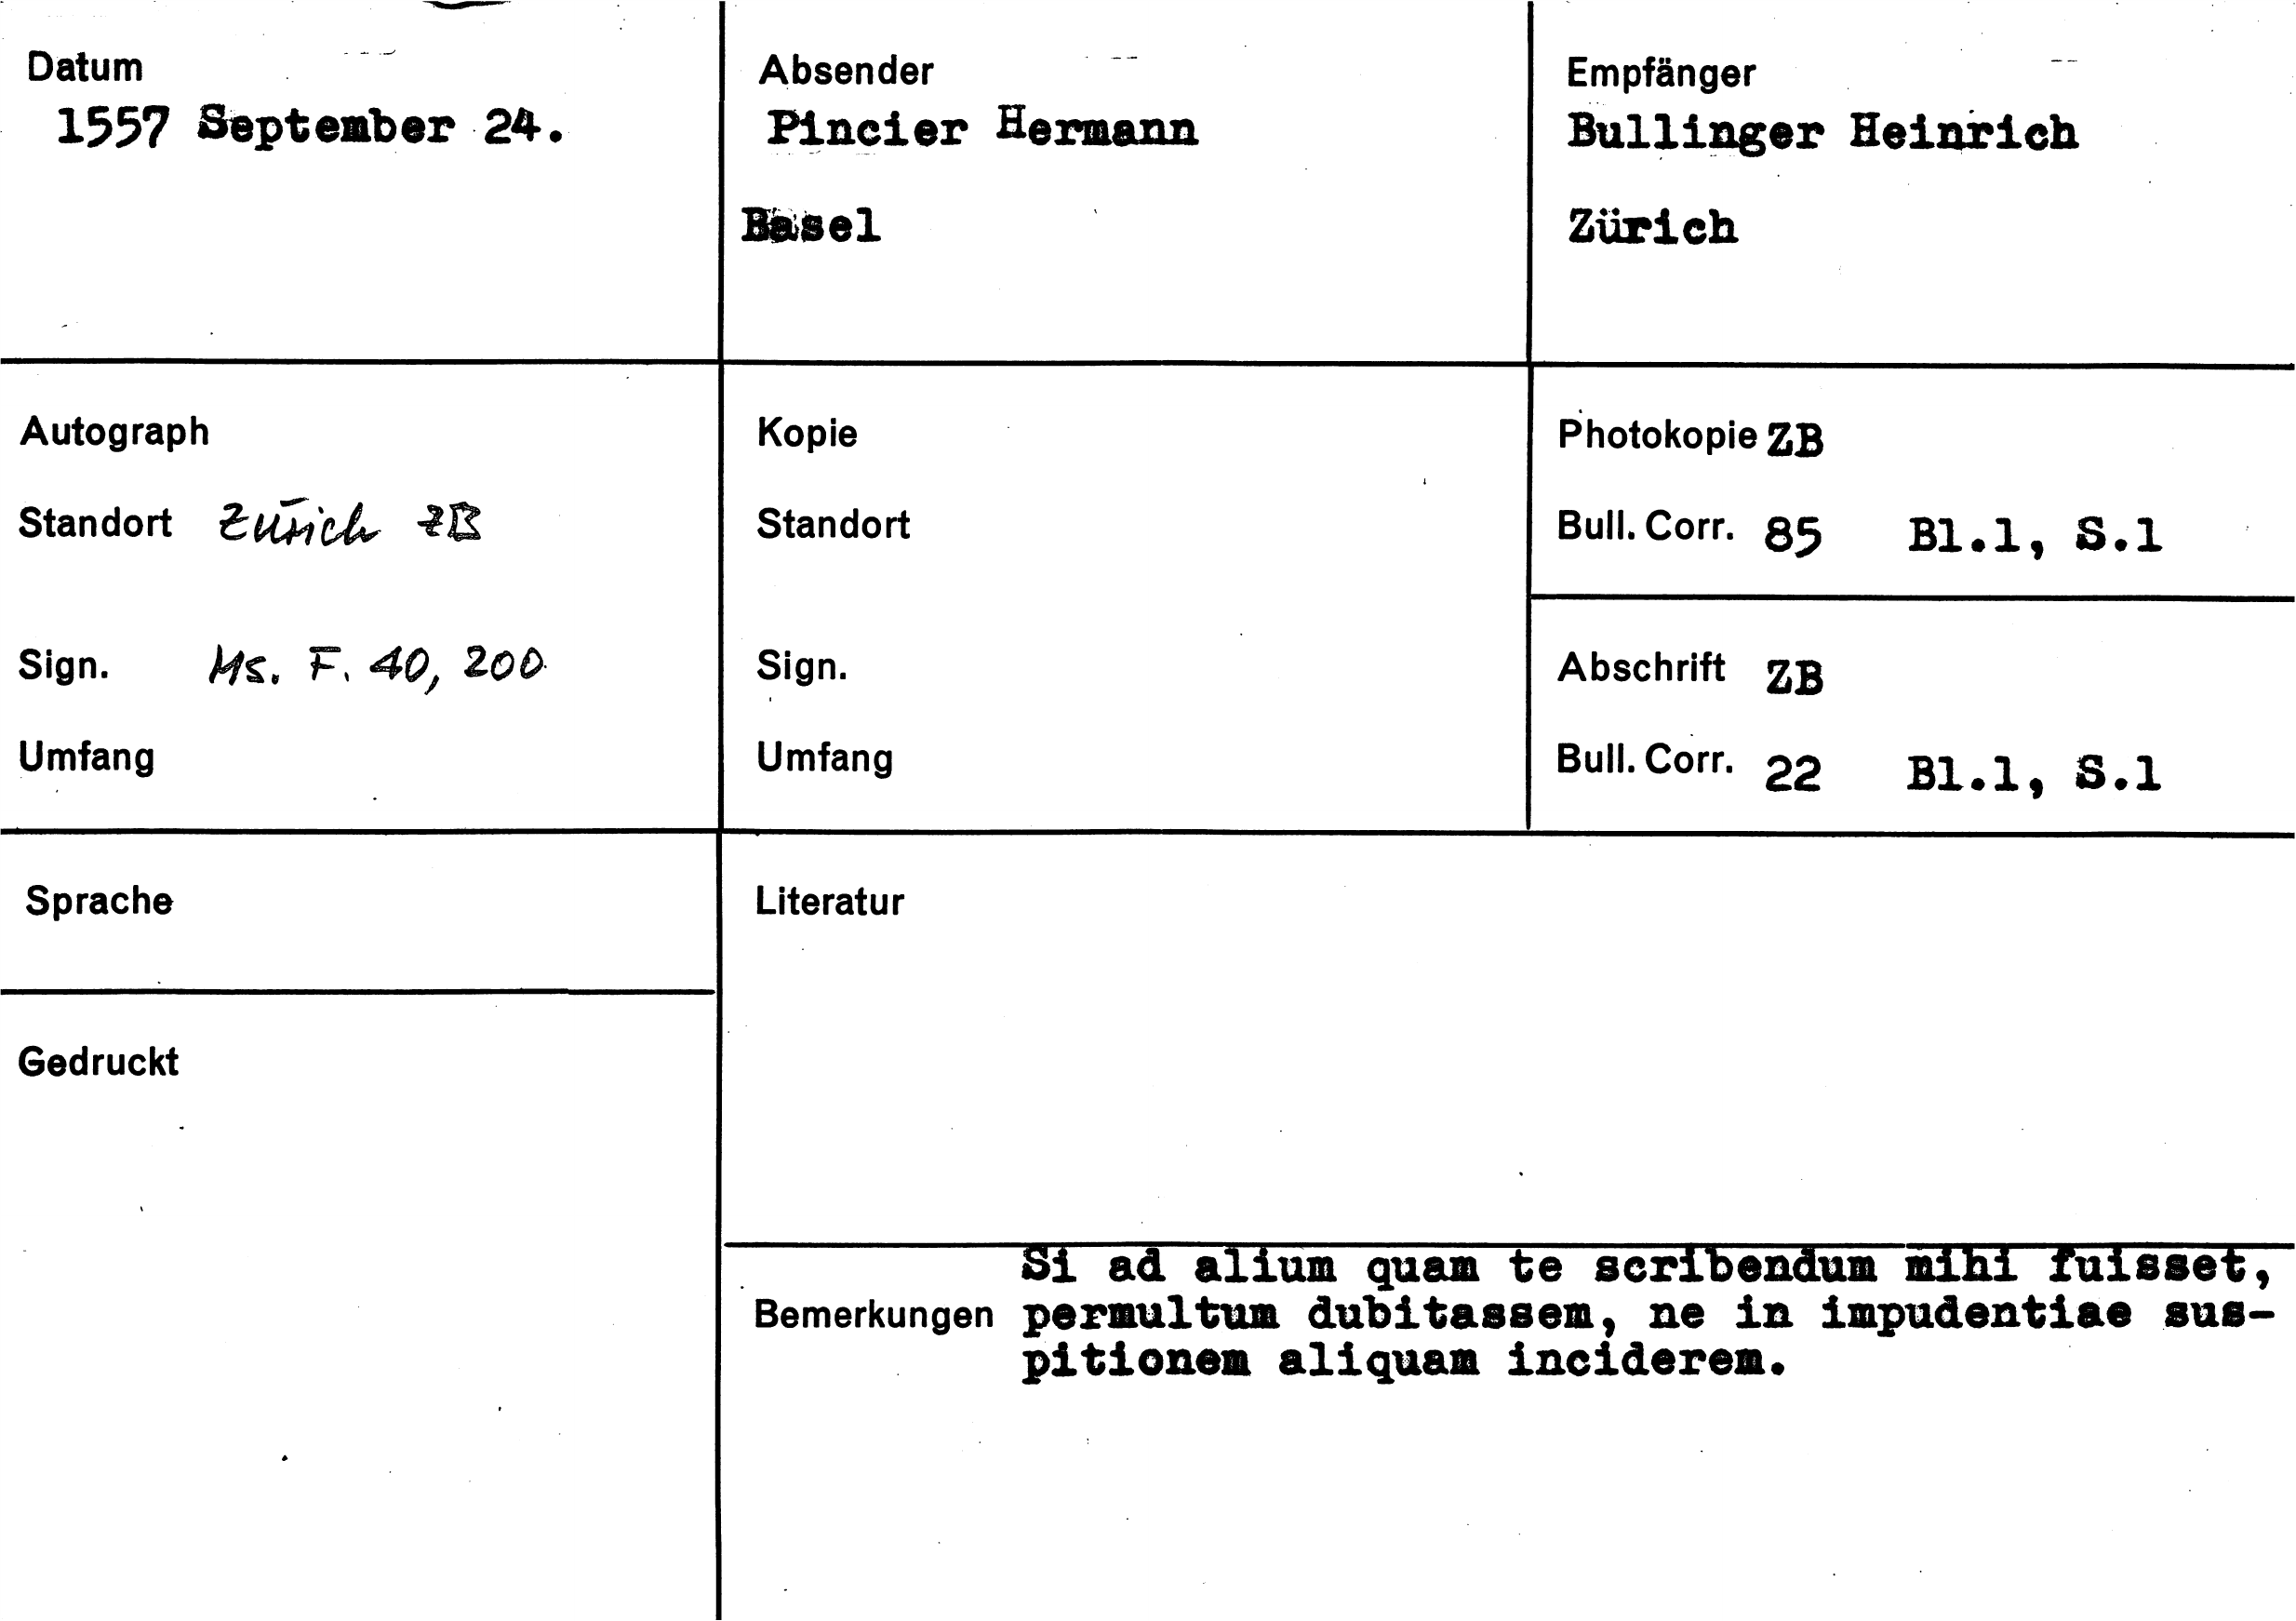 Datum
1557 September 24.
Absender
Pincier Hermann
Basel
Empfänger
Bullinger Heinrich
Zürich
Autograph
Standort Zürich ZB
Sign. Ms. F. 40, 200
Umfang
Kopie
Standort
Sign.
Umfang
Photokopie ZB
Bull. Corr. 85 Bl.1, S.1
Abschrift ZB
Bull. Corr. 22 Bl.1, S.1
Sprache
Gedruckt
Literatur
Si ad alium quam te scribendum mihi fuisset,
Bemerkungen permultum dubitassem, ne in impudentiae sus-
pitionem aliquam inciderem.